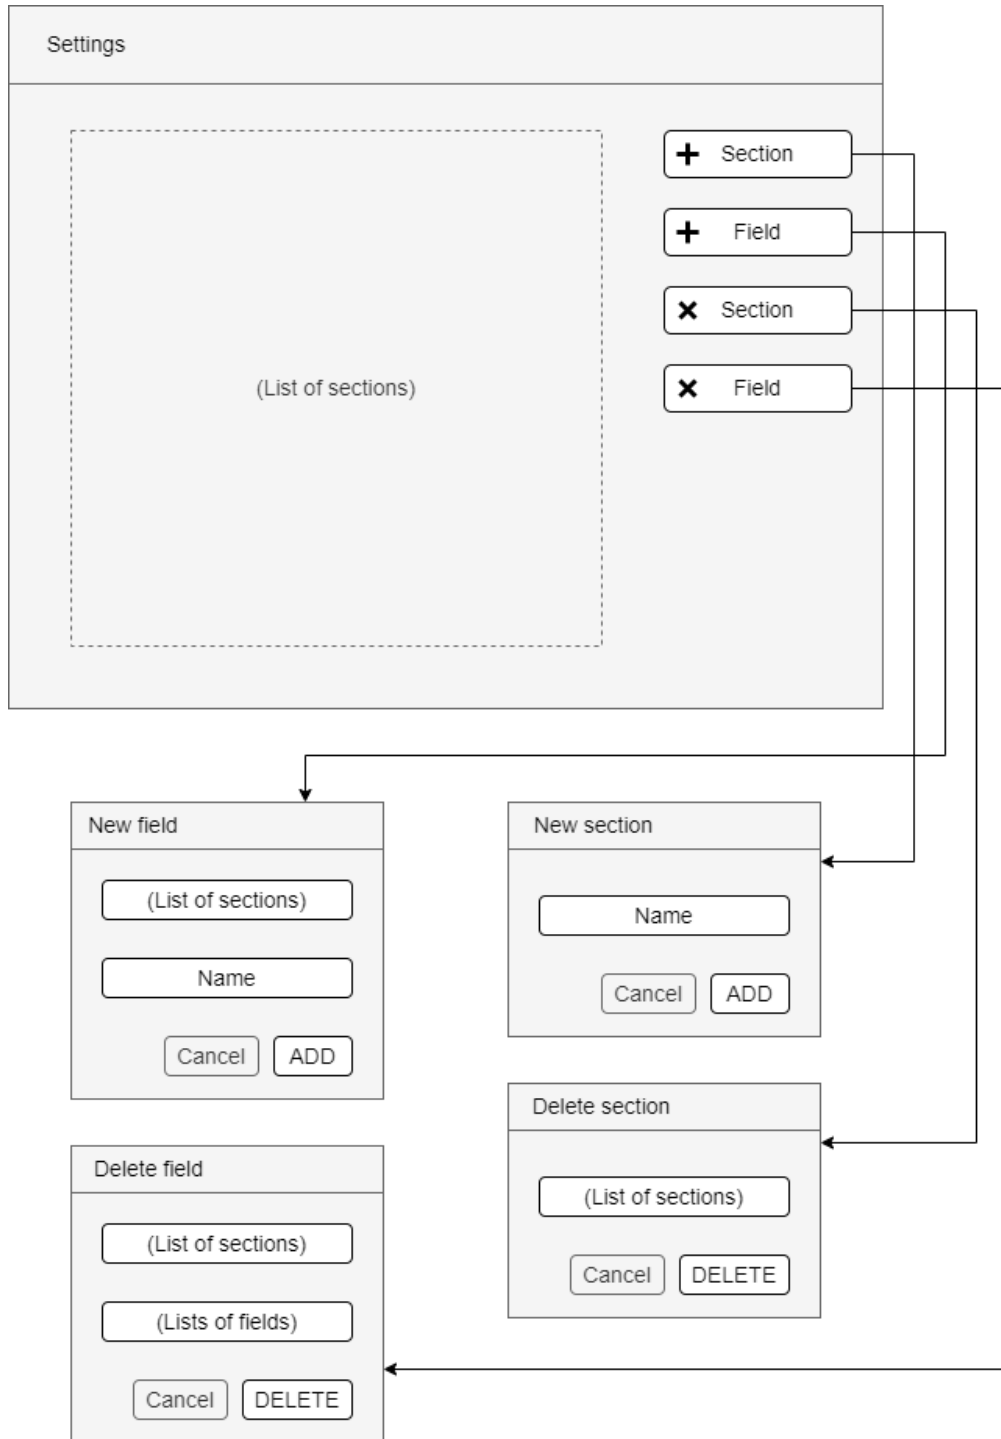 Settings
Section
Field
Section
Field
(List of sections)
New field
(List of sections)
Name
Cancel
ADD
New section
Name
Cancel
ADD
Delete section
(List of sections)
Cancel
DELETE
Delete field
(List of sections)
(Lists of fields)
Cancel
DELETE